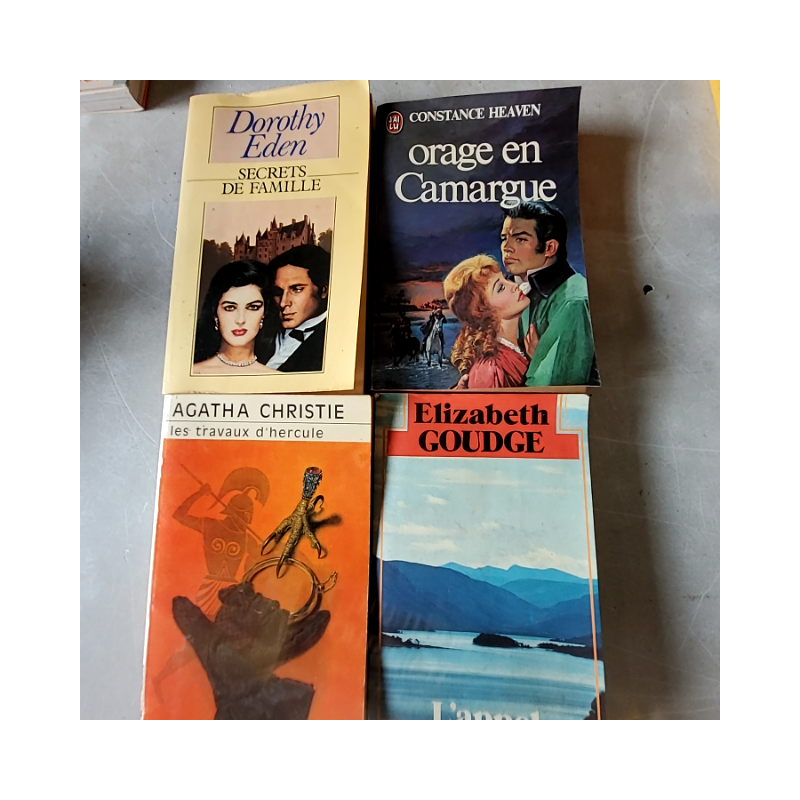 Dorothy
Eden
SECRETS
DE FAMILLE
J'AI
LU
CONSTANCE HEAVEN
orage en
Camargue
AGATHA CHRISTIE
les travaux d'hercule
Elizabeth
GOUDGE
L'appel